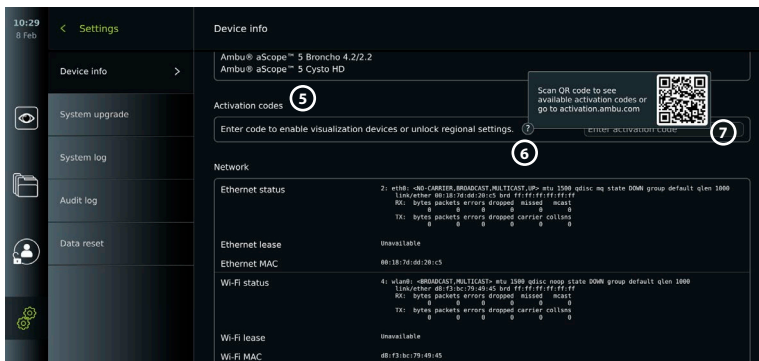 10:29
8 Feb
Settings
Device info
Device info
System upgrade
System log
Audit log
Data reset
Ambu® aScope™ 5 Broncho 4.2/2.2
Ambu® aScope™ 5 Cysto HD
Scan QR code to see
available activation codes or
go to activation.ambu.com
Activation codes
5
Enter code to enable visualization devices or unlock regional settings.
?
Enter activation code
7
6
Network
Ethernet status
2: eth0: <NO-CARRIER,BROADCAST,MULTICAST,UP> mtu 1500 qdisc mq state DOWN group default qlen 1000
link/ether 00:18:7d:dd:20:c5 brd ff:ff:ff:ff:ff:ff
RX: bytes packets errors dropped missed mcast
0 0 0 0 0 0
TX: bytes packets errors dropped carrier collsns
0 0 0 0 0 0
Ethernet lease
Unavailable
Ethernet MAC
00:18:7d:dd:20:c5
Wi-Fi status
4: wlan0: <BROADCAST,MULTICAST> mtu 1500 qdisc noop state DOWN group default qlen 1000
link/ether d8:f3:bc:79:49:45 brd ff:ff:ff:ff:ff:ff
RX: bytes packets errors dropped missed mcast
0 0 0 0 0 0
TX: bytes packets errors dropped carrier collsns
0 0 0 0 0 0
Wi-Fi lease
Unavailable
Wi-Fi MAC
d8:f3:bc:79:49:45